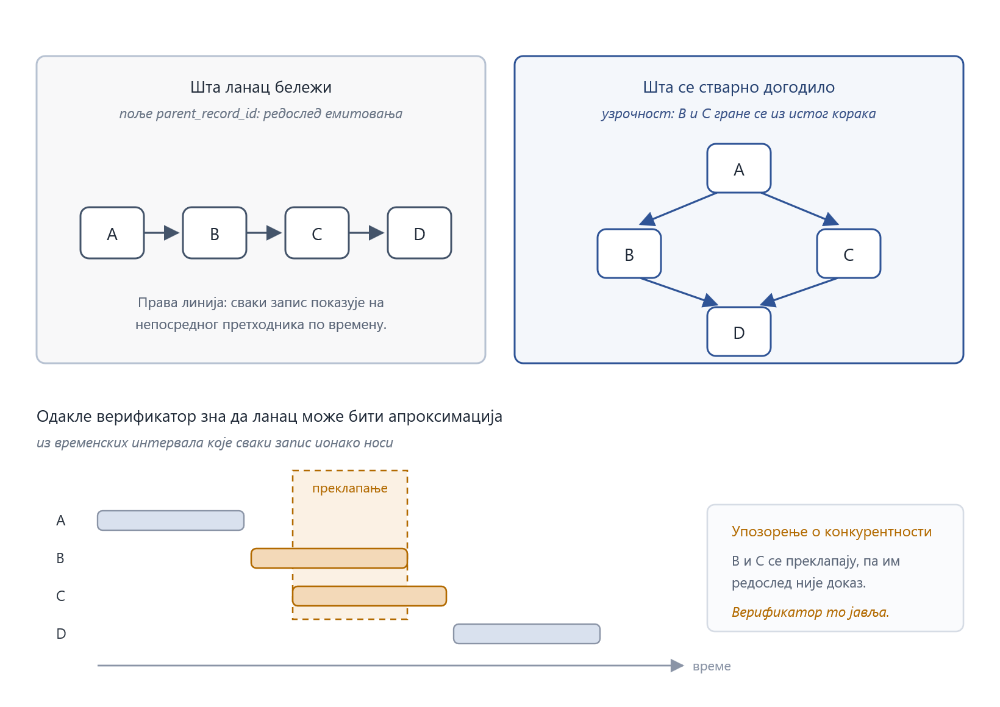 Шта ланац бележи
поље parent_record_id: редослед емитовања
A
B
C
D
Права линија: сваки запис показује на
непосредног претходника по времену.
Шта се стварно догодило
узрочност: B и C гране се из истог корака
A
B
C
D
Одакле верификатор зна да ланац може бити апроксимација
из временских интервала које сваки запис ионако носи
преклапање
A
B
C
D
време
Упозорење о конкурентности
B и C се преклапају, па им
редослед није доказ.
Верификатор то јавља.